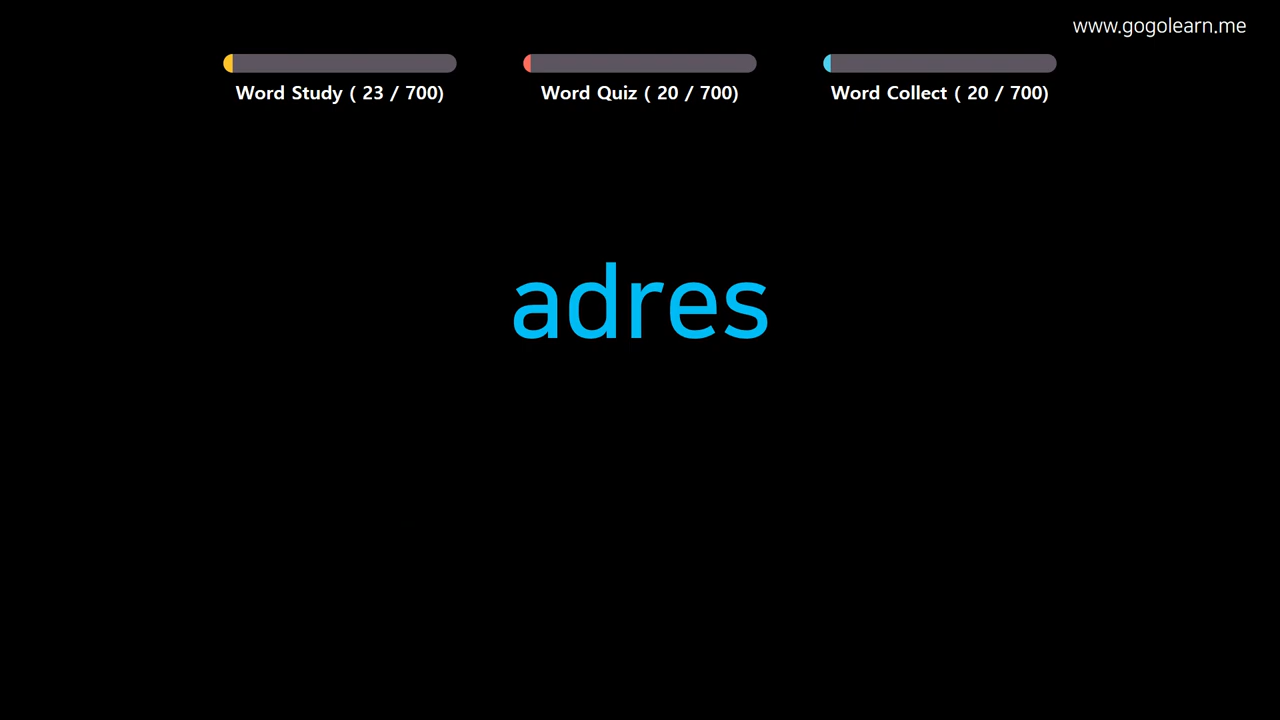 www.gogolearn.me
Word Study ( 23 / 700)
Word Quiz ( 20 / 700)
Word Collect ( 20 / 700)
adres